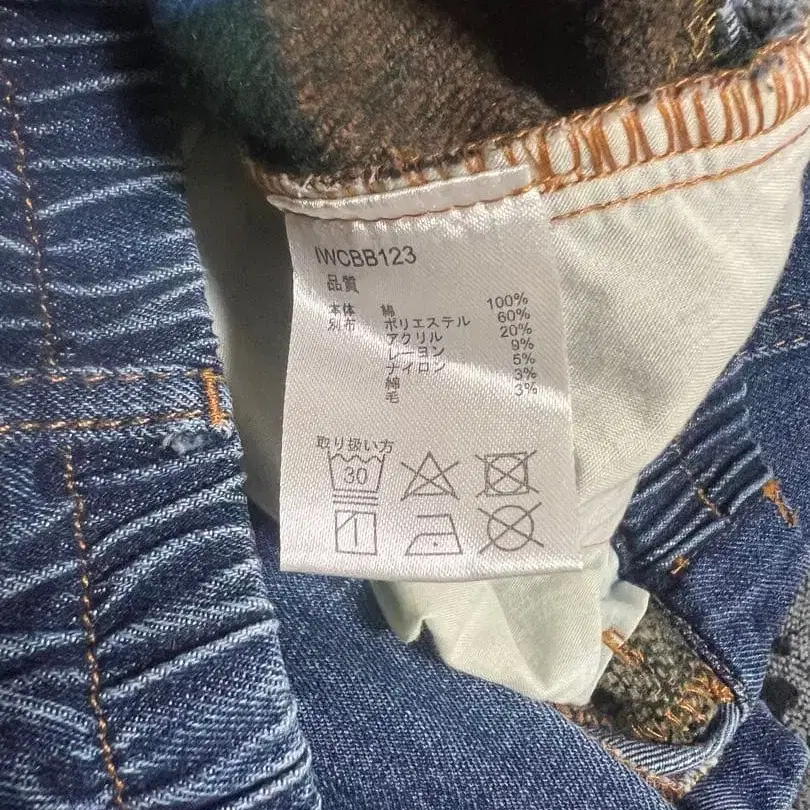 IWCBB123
品質
本体 綿 100%
別布 ポリエステル 60%
アクリル 20%
レーヨン 9%
ナイロン 5%
綿 3%
毛 3%
取り扱い方
30